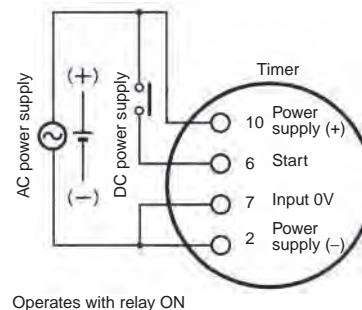 Timer
AC power supply
(+)
(−)
DC power supply
10 Power supply (+)
6 Start
7 Input 0V
2 Power supply (−)
Operates with relay ON